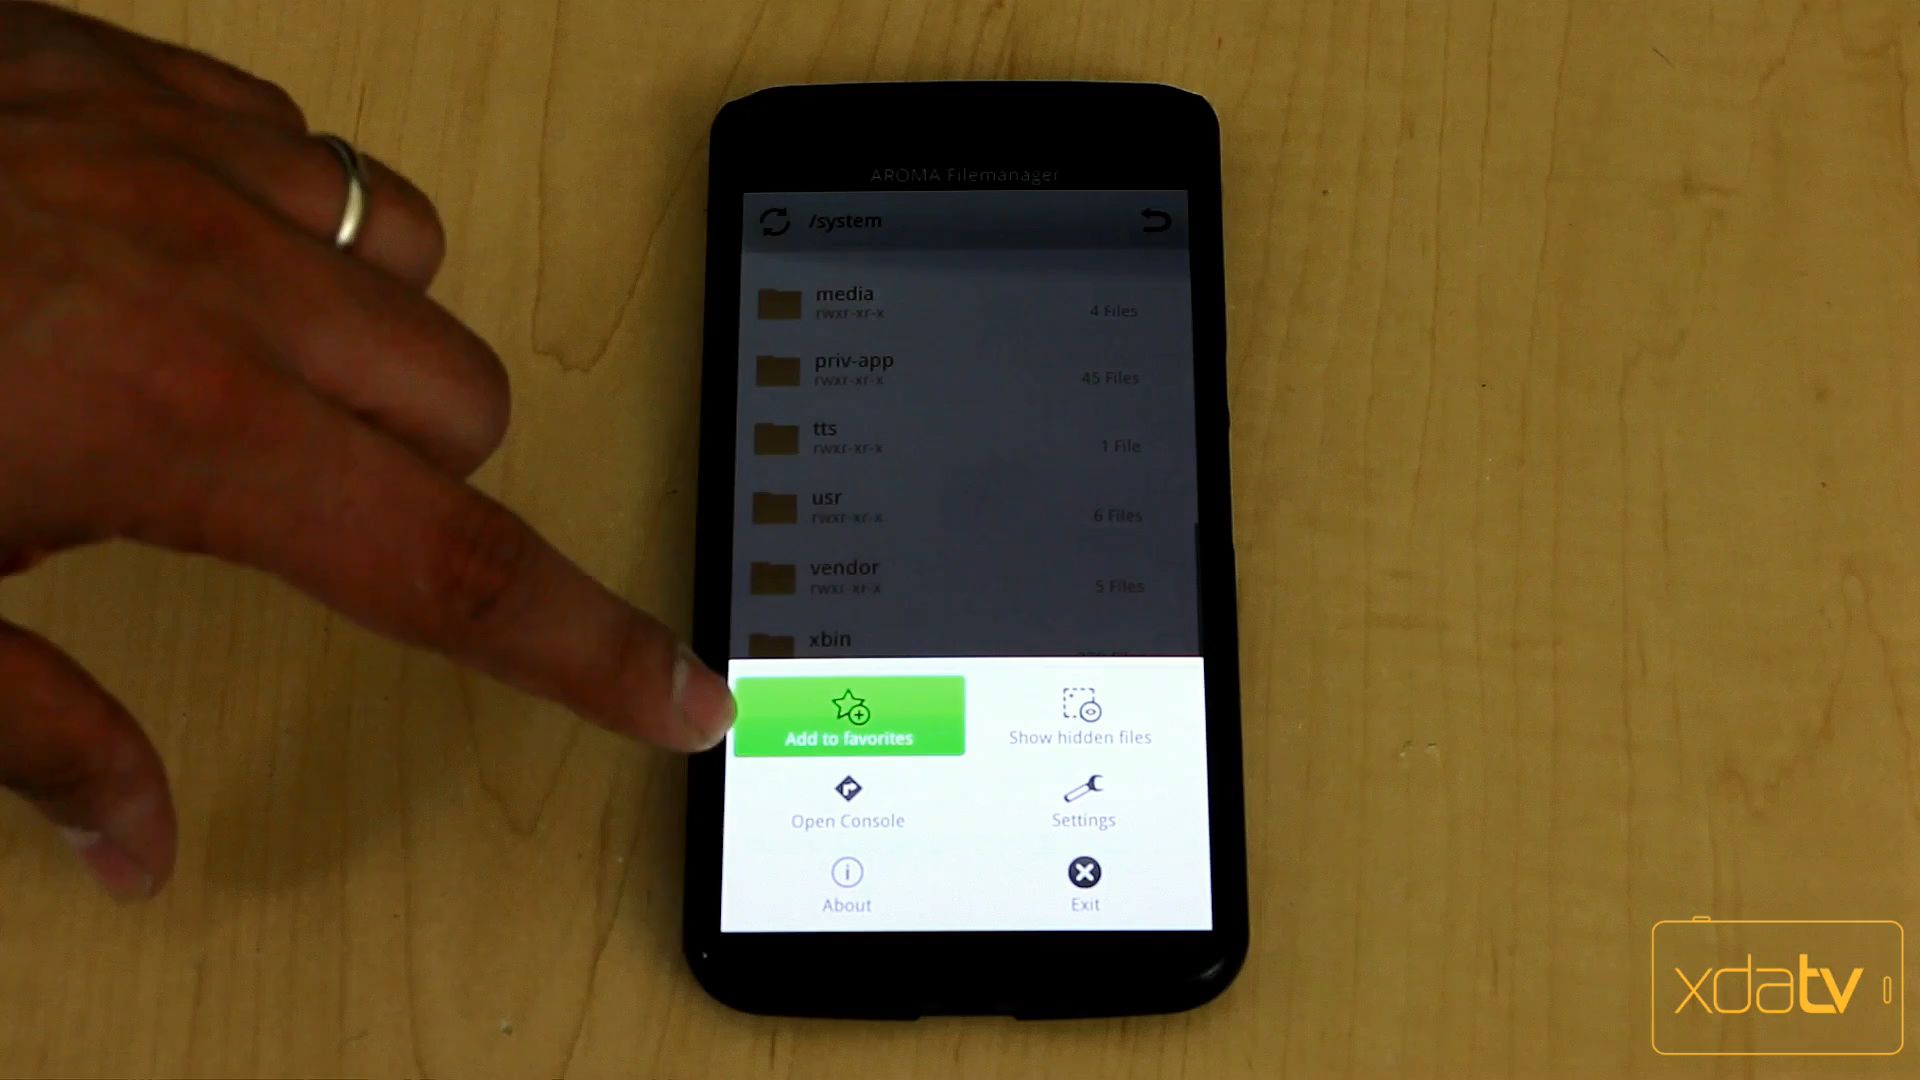 AROMA Filemanager
/system
media
rwxr-xr-x
4 Files
priv-app
rwxr-xr-x
45 Files
tts
rwxr-xr-x
1 File
usr
rwxr-xr-x
6 Files
vendor
rwxr-xr-x
5 Files
xbin
Add to favorites
Show hidden files
Open Console
Settings
About
Exit
xdatv